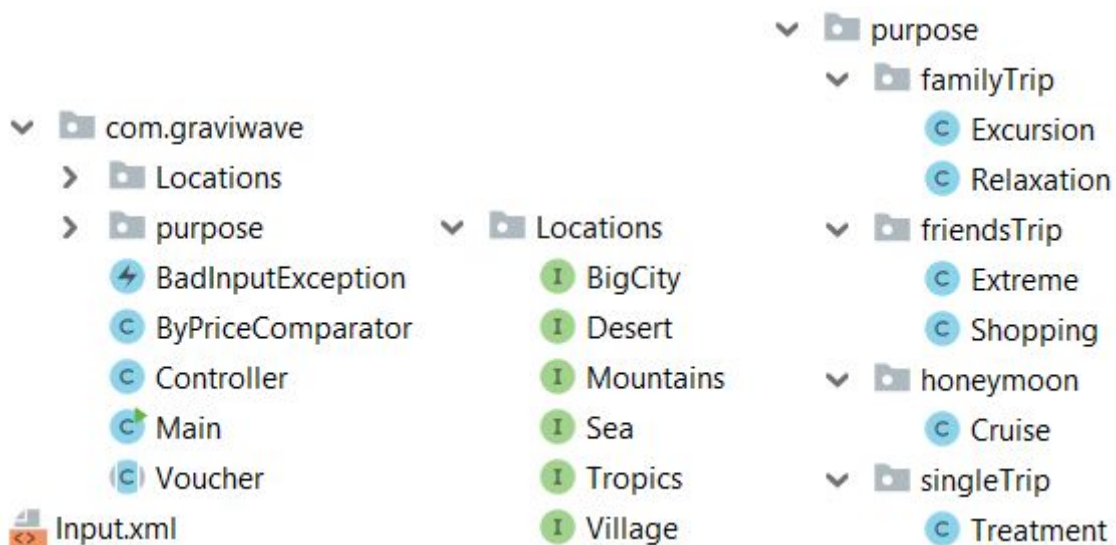 com.graviwave
Locations
purpose
BadInputException
ByPriceComparator
Controller
Main
Voucher
Input.xml
Locations
BigCity
Desert
Mountains
Sea
Tropics
Village
purpose
familyTrip
Excursion
Relaxation
friendsTrip
Extreme
Shopping
honeymoon
Cruise
singleTrip
Treatment